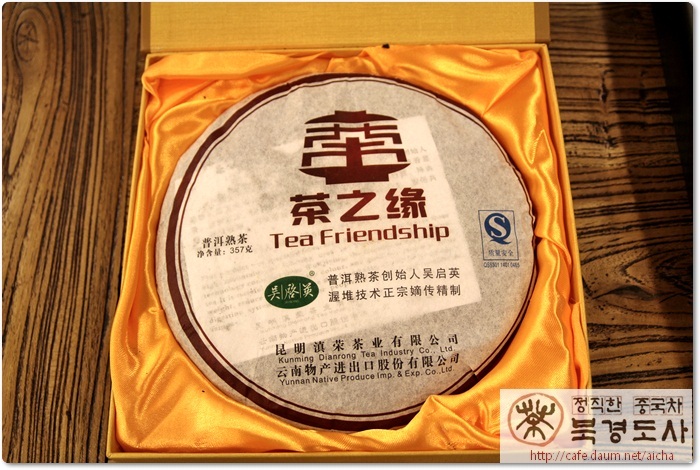 茶之缘
Tea Friendship
普洱熟茶
净含量：357克
质量安全
吴启英
普洱熟茶创始人吴启英
渥堆技术正宗嫡传精制
昆明滇荣茶业有限公司
Kunming Dianrong Tea Industry Co., Ltd.
云南物产进出口股份有限公司
Yunnan Native Produce Imp. & Exp. Co., Ltd
정직한 중국차
북경도사
http://cafe.daum.net/aicha